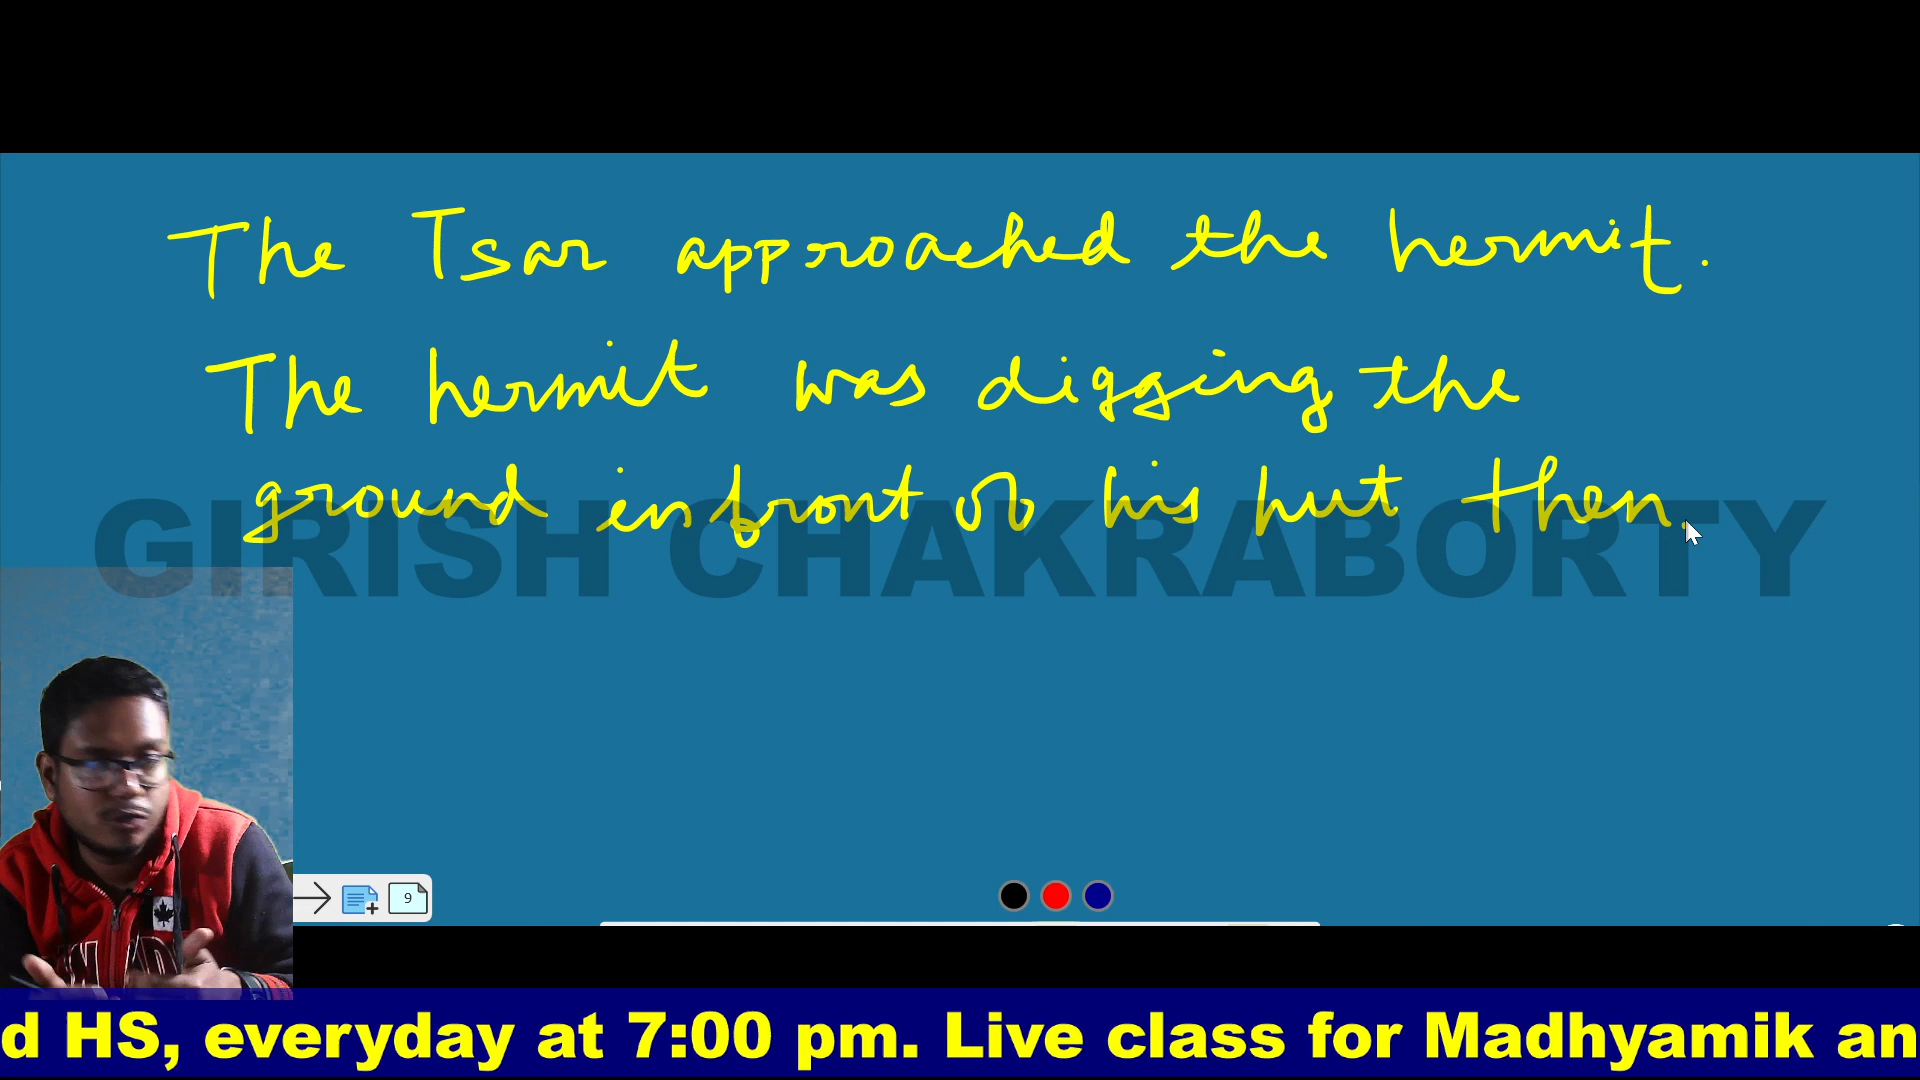 The Tsar approached the hermit.
The hermit was digging the
ground infront of his hut then.
GIRISH CHAKRABORTY
9
d HS, everyday at 7:00 pm. Live class for Madhyamik an